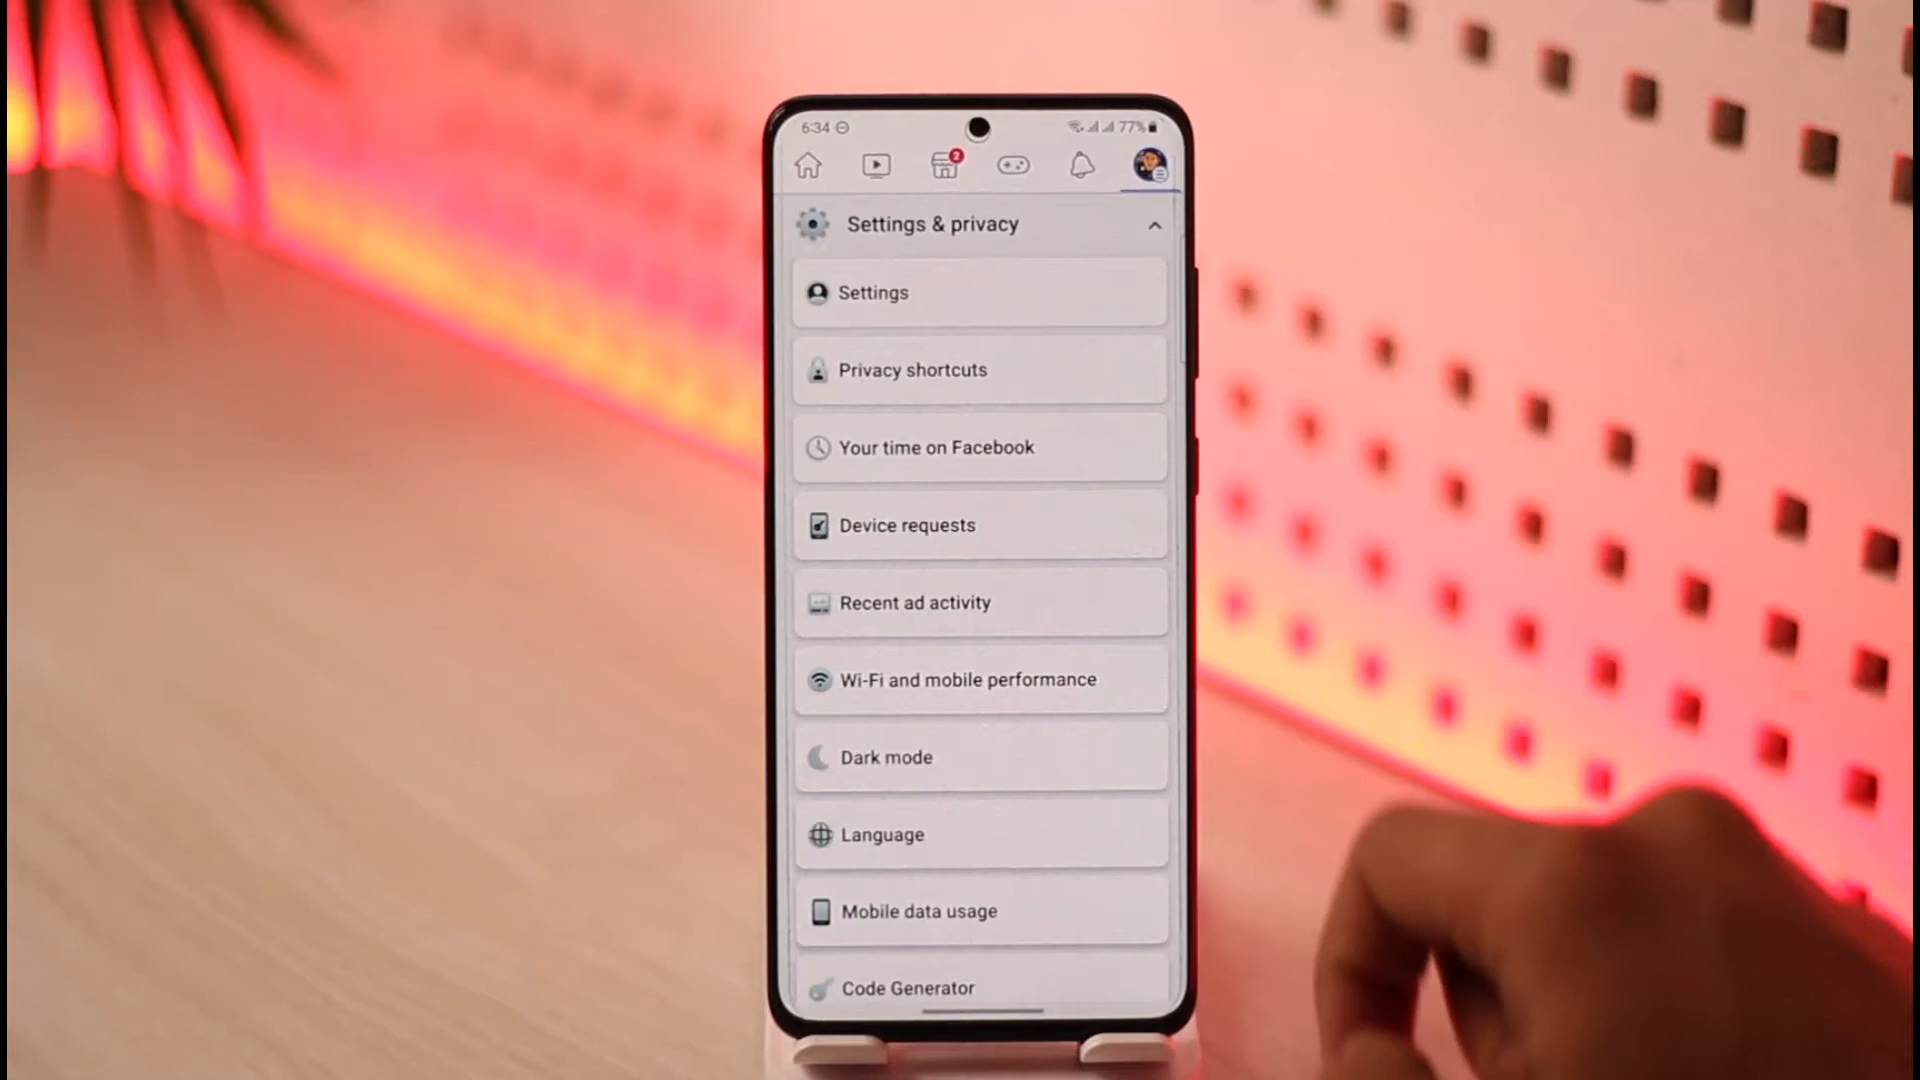 6:34 77%
2
Settings & privacy
Settings
Privacy shortcuts
Your time on Facebook
Device requests
Recent ad activity
Wi-Fi and mobile performance
Dark mode
Language
Mobile data usage
Code Generator